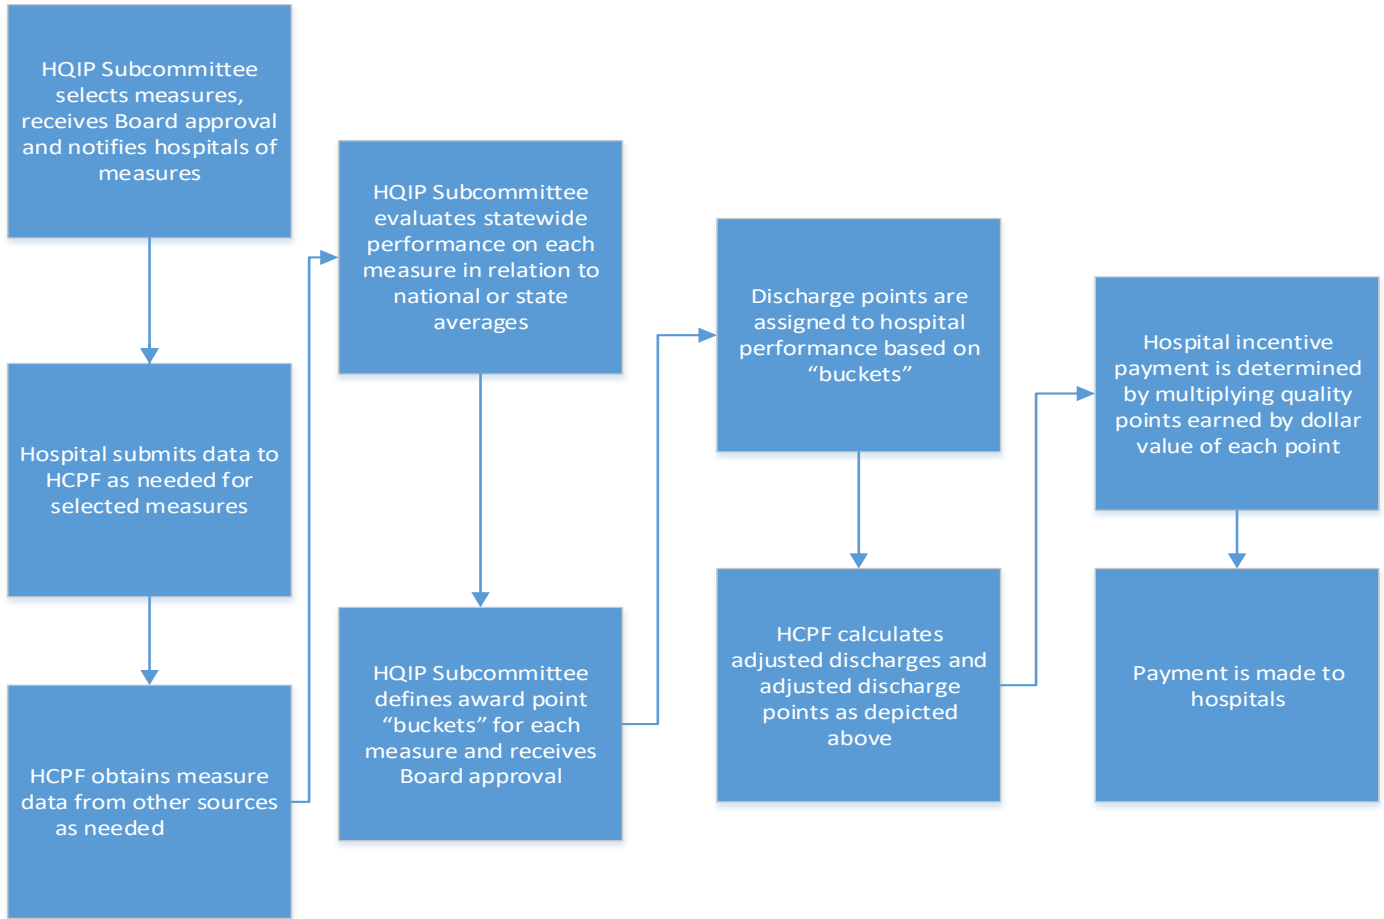 HQIP Subcommittee
selects measures,
receives Board approval
and notifies hospitals of
measures
Hospital submits data to
HCPF as needed for
selected measures
HCPF obtains measure
data from other sources
as needed
HQIP Subcommittee
evaluates statewide
performance on each
measure in relation to
national or state
averages
HQIP Subcommittee
defines award point
“buckets” for each
measure and receives
Board approval
Discharge points are
assigned to hospital
performance based on
“buckets”
HCPF calculates
adjusted discharges and
adjusted discharge
points as depicted
above
Hospital incentive
payment is determined
by multiplying quality
points earned by dollar
value of each point
Payment is made to
hospitals